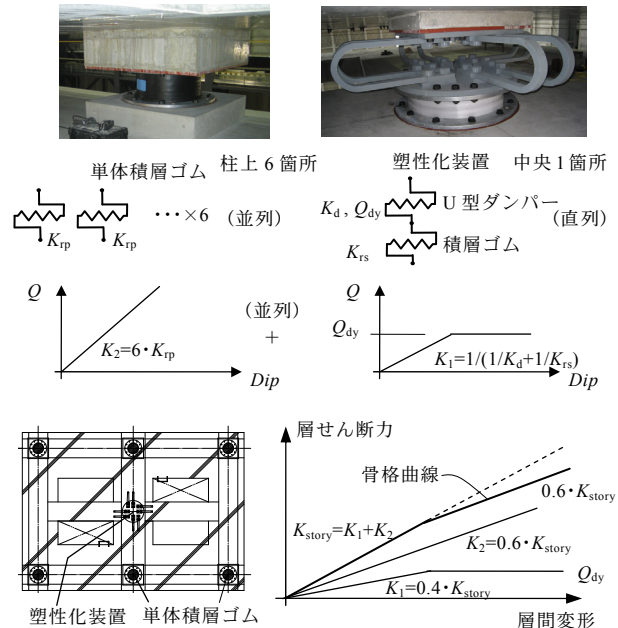 単体積層ゴム 柱上 6 箇所
塑性化装置 中央 1 箇所
・・・×6 (並列)
Krp Krp
Kd , Qdy U 型ダンパー
(直列)
Krs 積層ゴム
Q
K2=6・Krp
Dip
(並列)
+
Q
Qdy
K1=1/(1/Kd+1/Krs)
Dip
塑性化装置 単体積層ゴム
層せん断力
骨格曲線
0.6・Kstory
Kstory=K1+K2
K2=0.6・Kstory
Qdy
K1=0.4・Kstory
層間変形